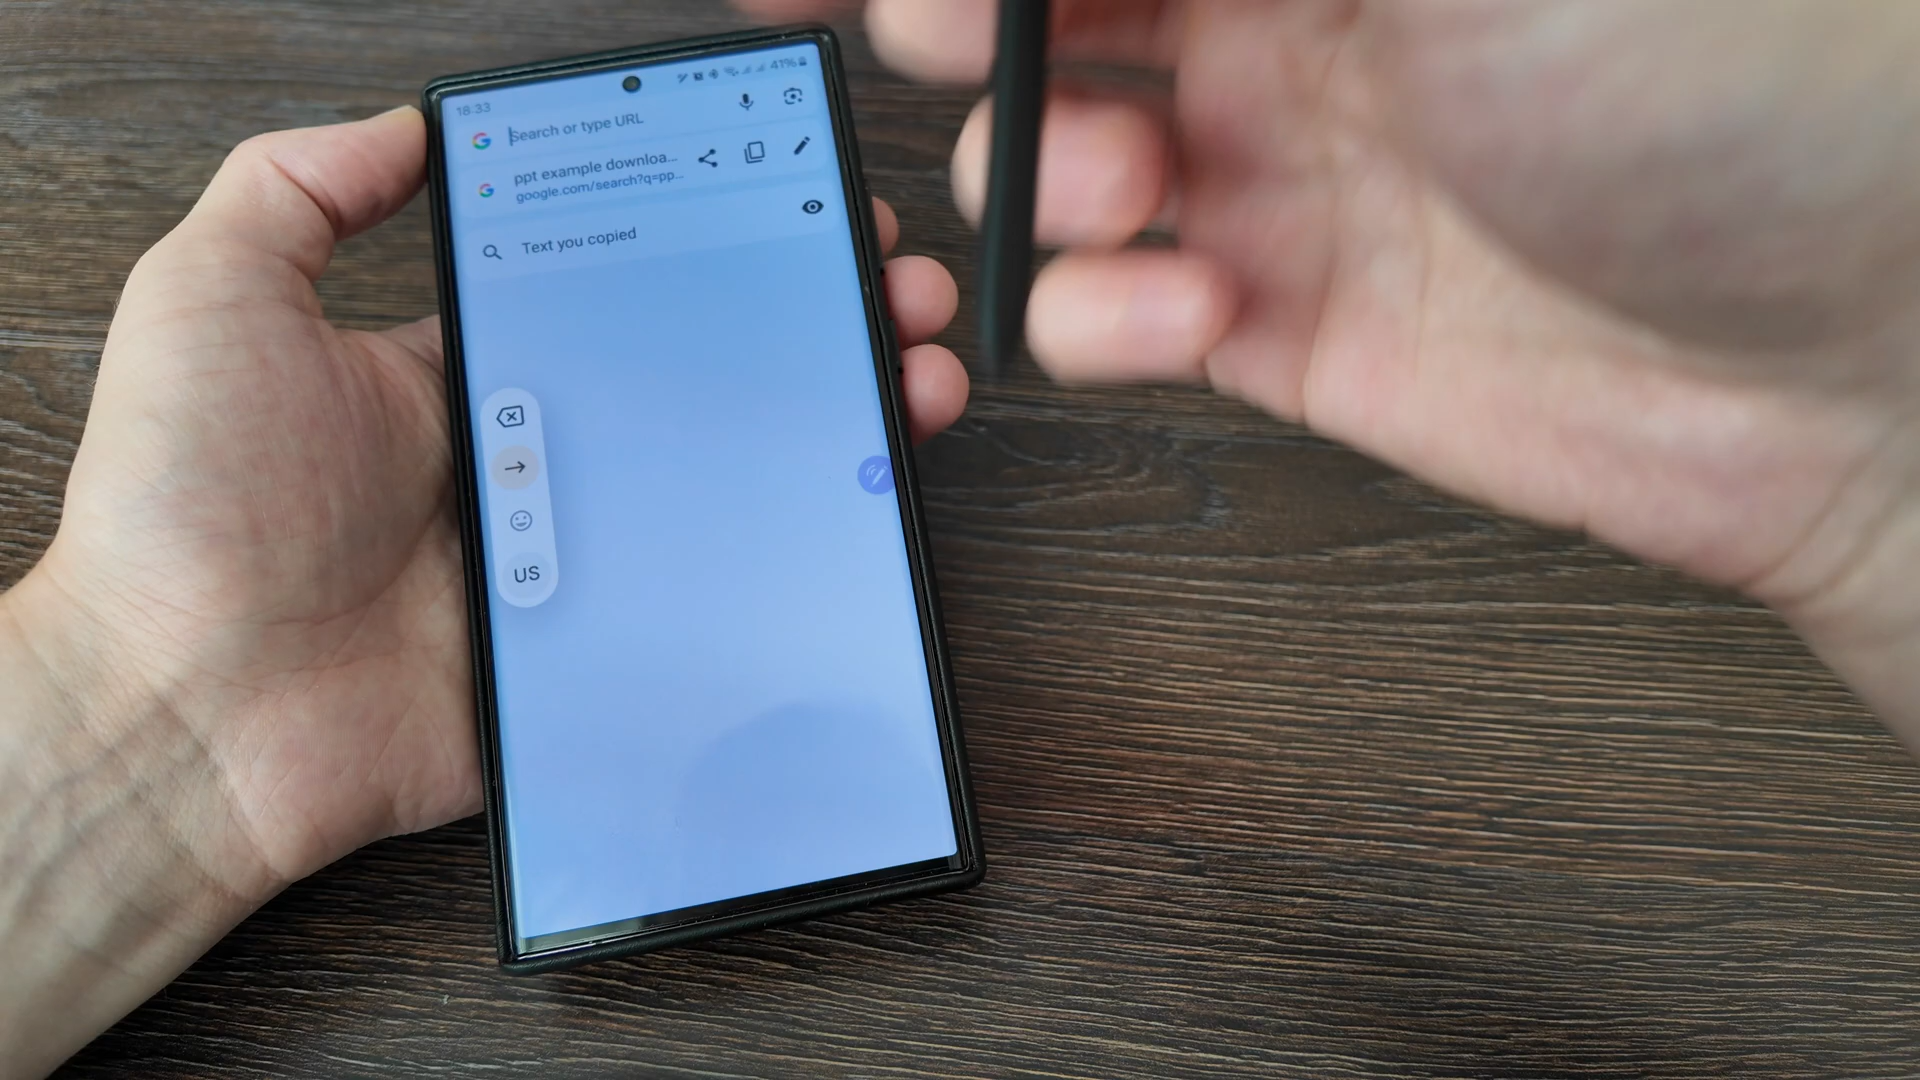 18:33
41%
Search or type URL
ppt example downloa...
google.com/search?q=pp...
Text you copied
US